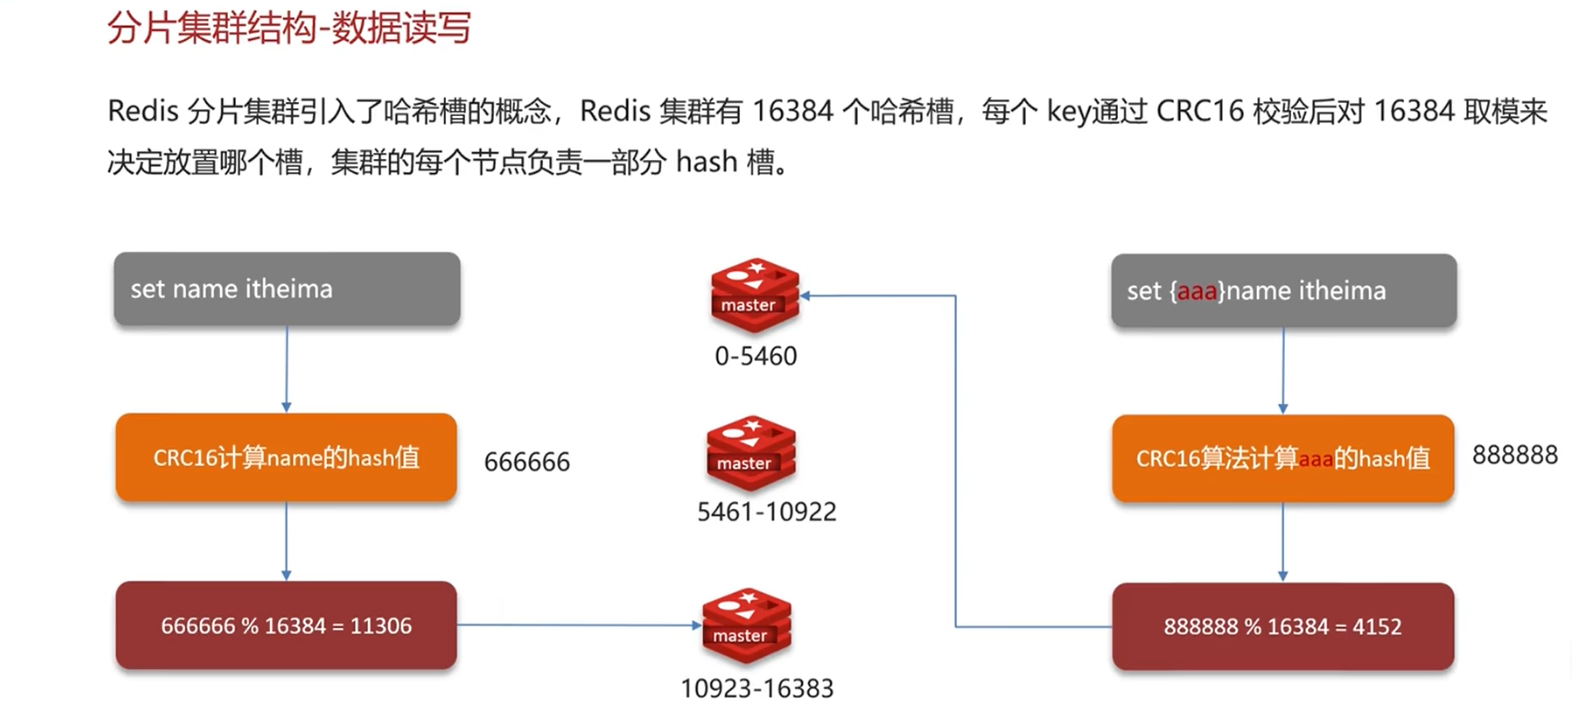 分片集群结构-数据读写
Redis 分片集群引入了哈希槽的概念，Redis 集群有 16384 个哈希槽，每个 key通过 CRC16 校验后对 16384 取模来
决定放置哪个槽，集群的每个节点负责一部分 hash 槽。
set name itheima
CRC16计算name的hash值
666666
666666 % 16384 = 11306
master
0-5460
master
5461-10922
master
10923-16383
set {aaa}name itheima
CRC16算法计算aaa的hash值
888888
888888 % 16384 = 4152